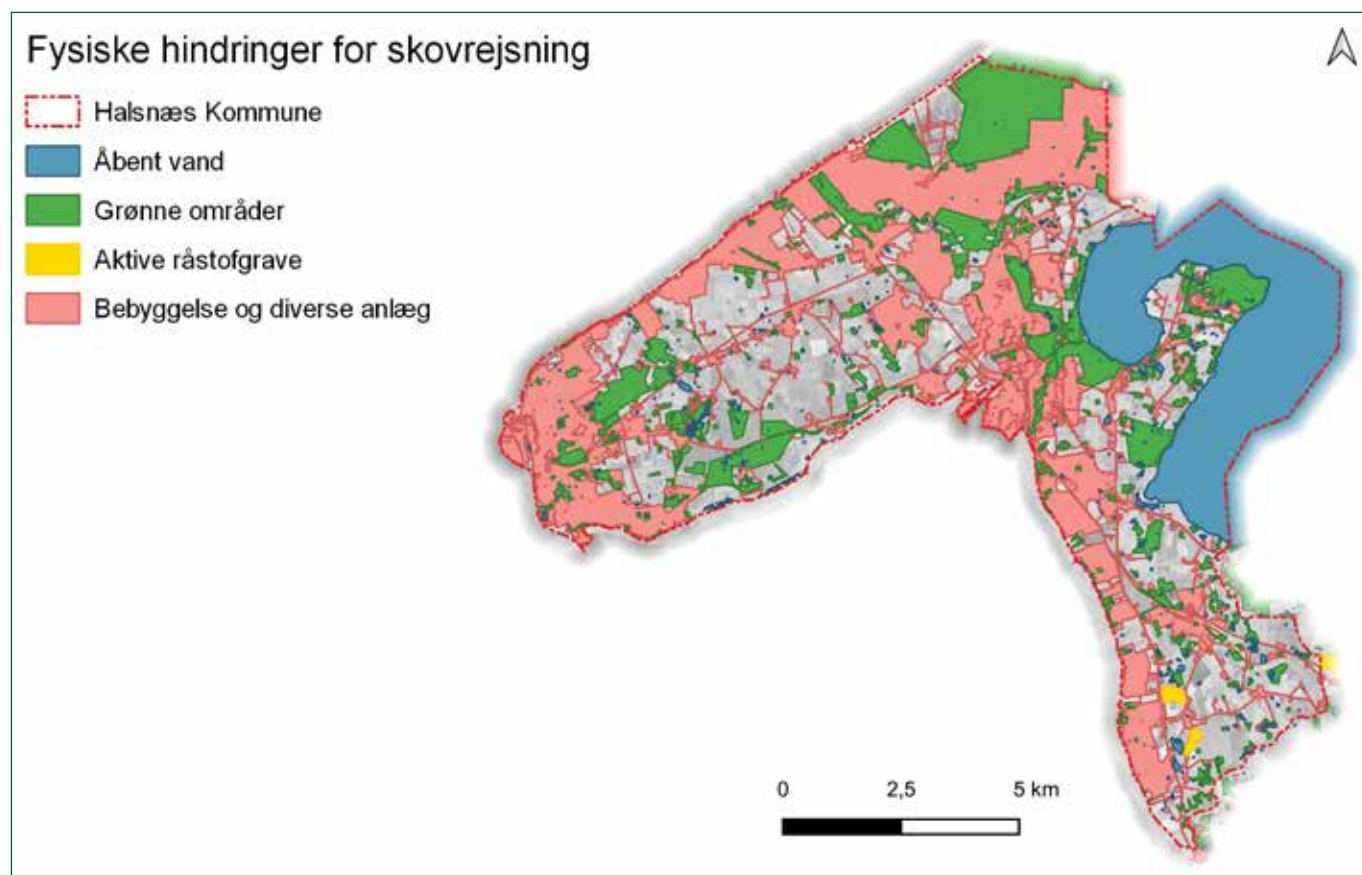 Fysiske hindringer for skovrejsning
Halsnæs Kommune
Åbent vand
Grønne områder
Aktive råstofgrave
Bebyggelse og diverse anlæg
0 2,5 5 km